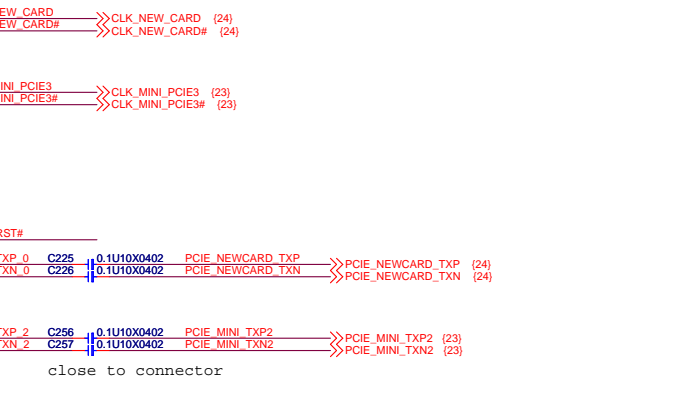 EW_CARD CLK_NEW_CARD {24}
EW_CARD# CLK_NEW_CARD# {24}
INI_PCIE3 CLK_MINI_PCIE3 {23}
INI_PCIE3# CLK_MINI_PCIE3# {23}
RST#
TXP_0 C225 0.1U10X0402 PCIE_NEWCARD_TXP PCIE_NEWCARD_TXP {24}
TXN_0 C226 0.1U10X0402 PCIE_NEWCARD_TXN PCIE_NEWCARD_TXN {24}
TXP_2 C256 0.1U10X0402 PCIE_MINI_TXP2 PCIE_MINI_TXP2 {23}
TXN_2 C257 0.1U10X0402 PCIE_MINI_TXN2 PCIE_MINI_TXN2 {23}
close to connector